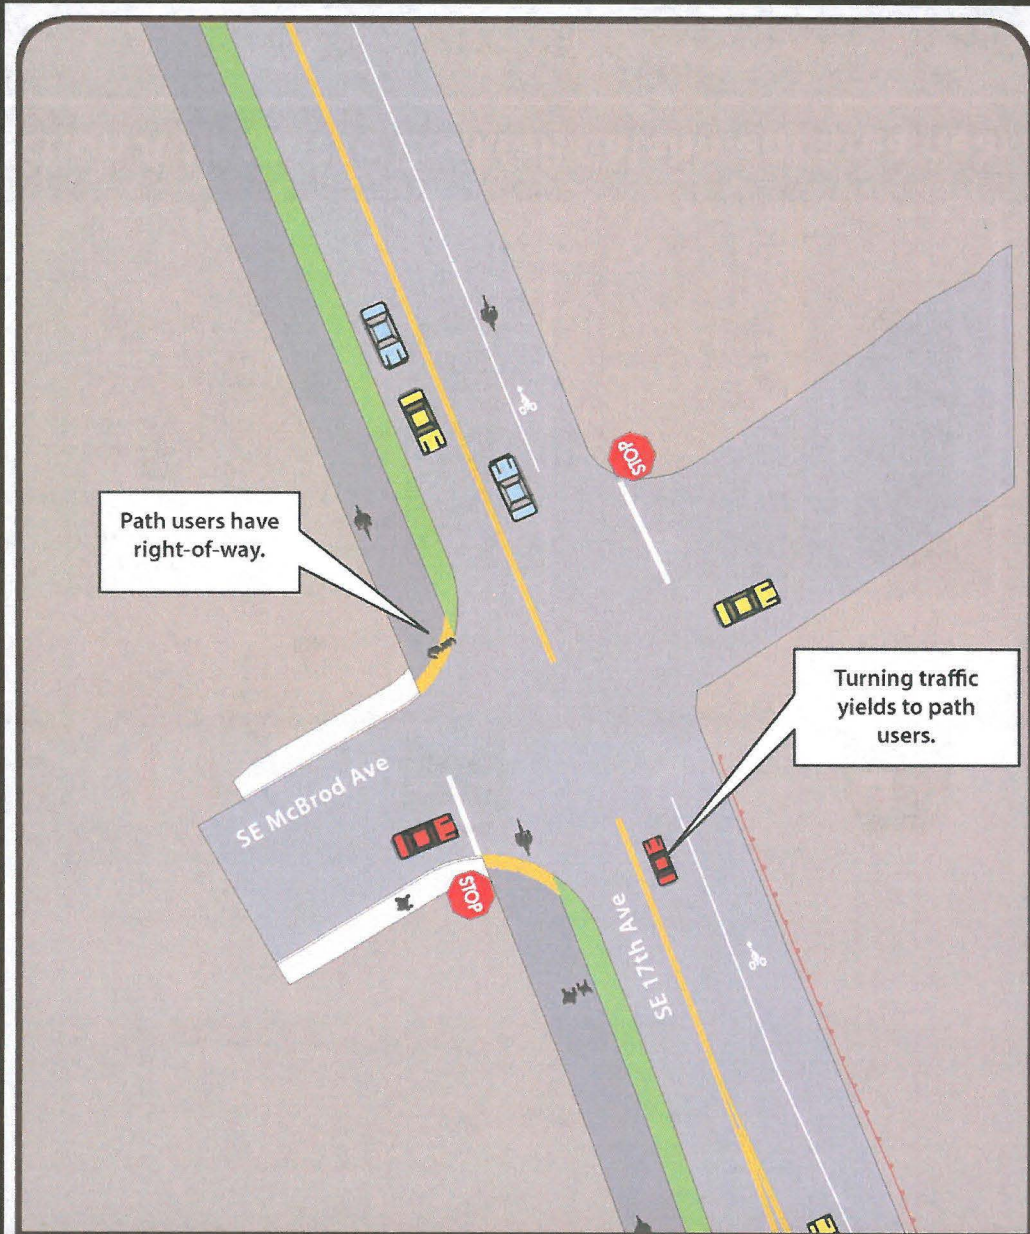 STOP
Path users have
right-of-way.
Turning traffic
yields to path
users.
SE McBrod Ave
STOP
SE 17th Ave